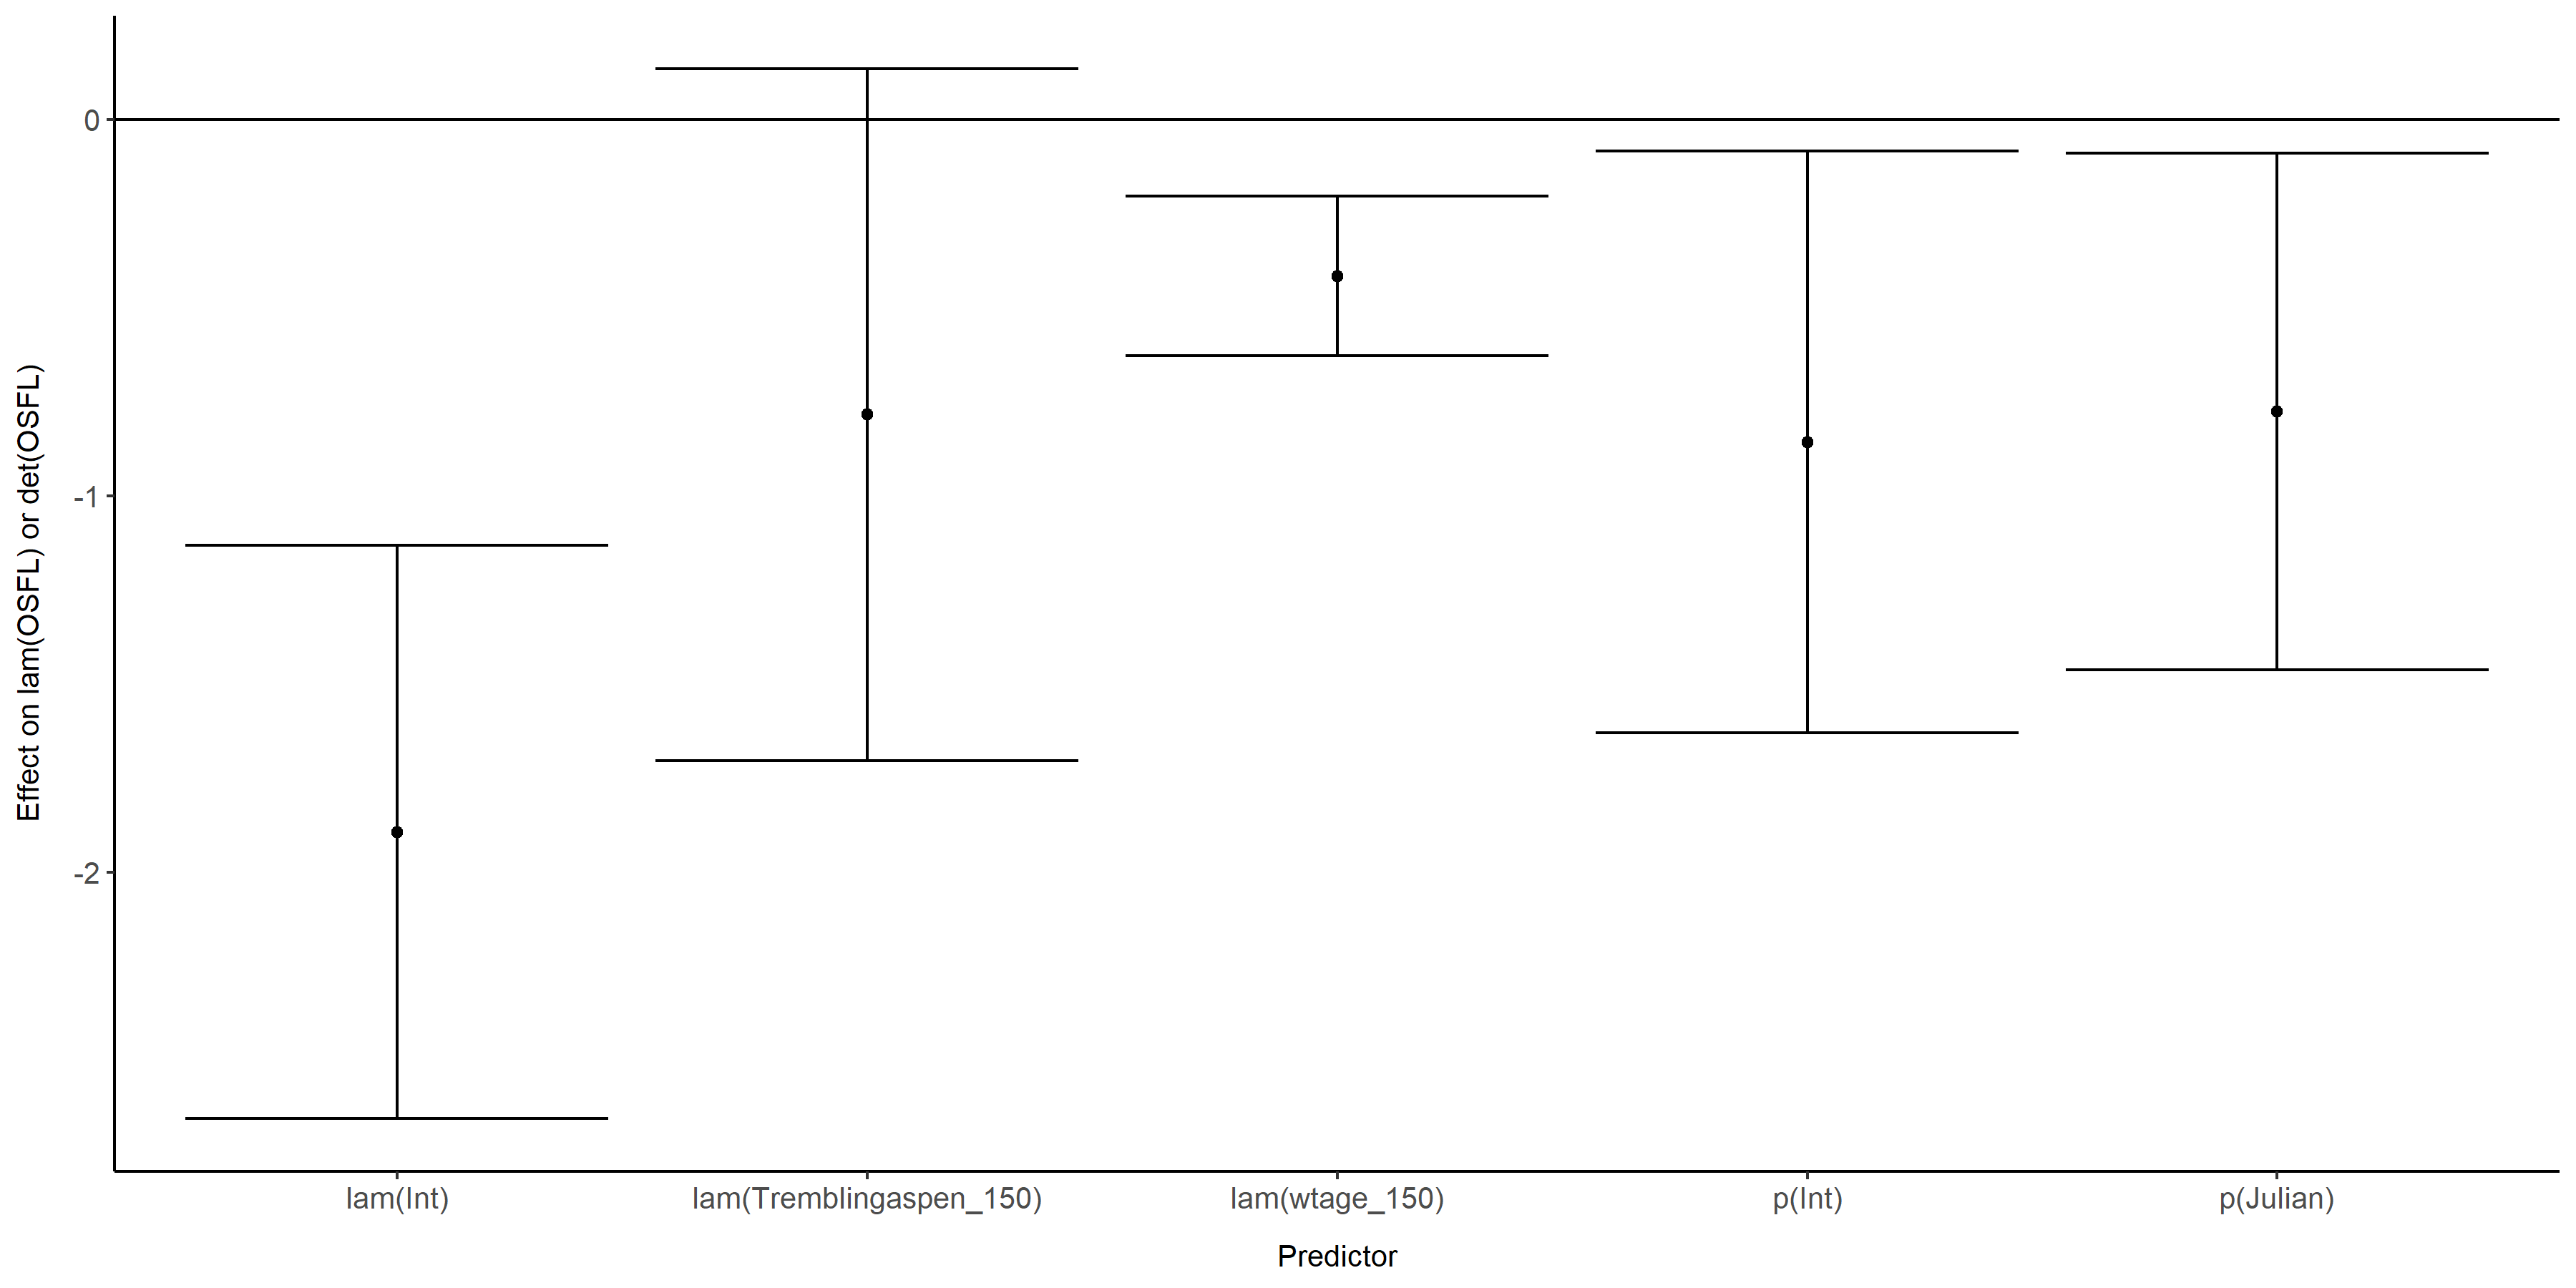 Effect on lam(OSFL) or det(OSFL)
0
-1
-2
lam(Int)
lam(Tremblingaspen_150)
lam(wtage_150)
p(Int)
p(Julian)
Predictor